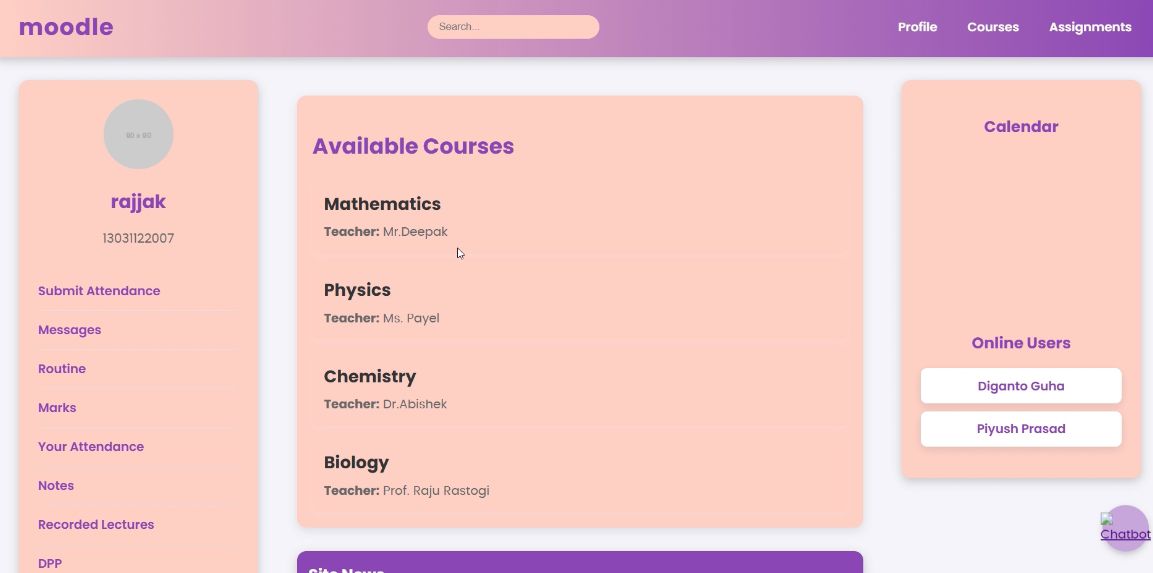 moodle
Search...
Profile Courses Assignments
80 x 80
rajjak
13031122007
Submit Attendance
Messages
Routine
Marks
Your Attendance
Notes
Recorded Lectures
DPP
Available Courses
Mathematics
Teacher: Mr.Deepak
Physics
Teacher: Ms. Payel
Chemistry
Teacher: Dr.Abishek
Biology
Teacher: Prof. Raju Rastogi
Site News
Calendar
Online Users
Diganto Guha
Piyush Prasad
Chatbot